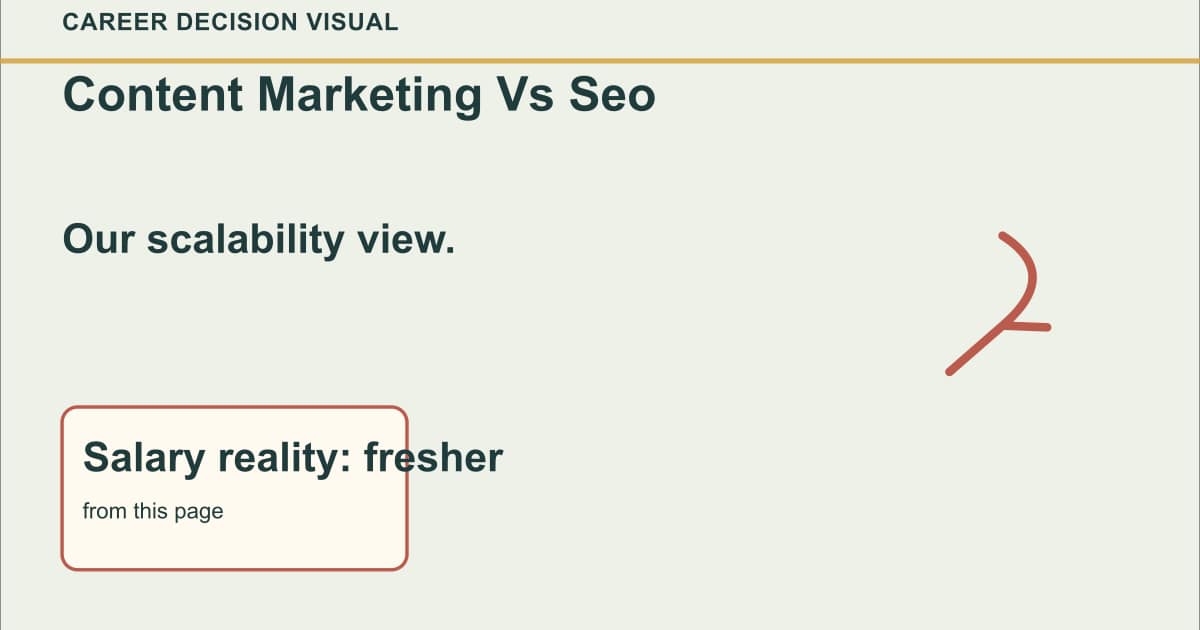 CAREER DECISION VISUAL
Content Marketing Vs Seo
Our scalability view.
Salary reality: fresher
from this page